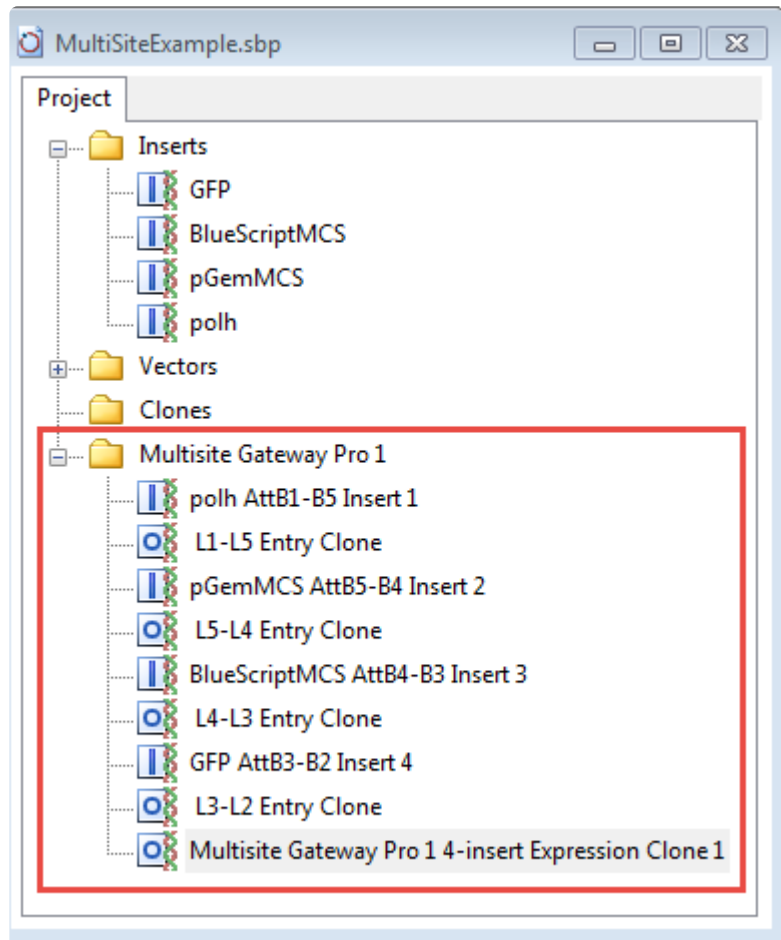 MultiSiteExample.sbp
Project
Inserts
GFP
BlueScriptMCS
pGemMCS
polh
Vectors
Clones
Multisite Gateway Pro 1
polh AttB1-B5 Insert 1
L1-L5 Entry Clone
pGemMCS AttB5-B4 Insert 2
L5-L4 Entry Clone
BlueScriptMCS AttB4-B3 Insert 3
L4-L3 Entry Clone
GFP AttB3-B2 Insert 4
L3-L2 Entry Clone
Multisite Gateway Pro 1 4-insert Expression Clone 1